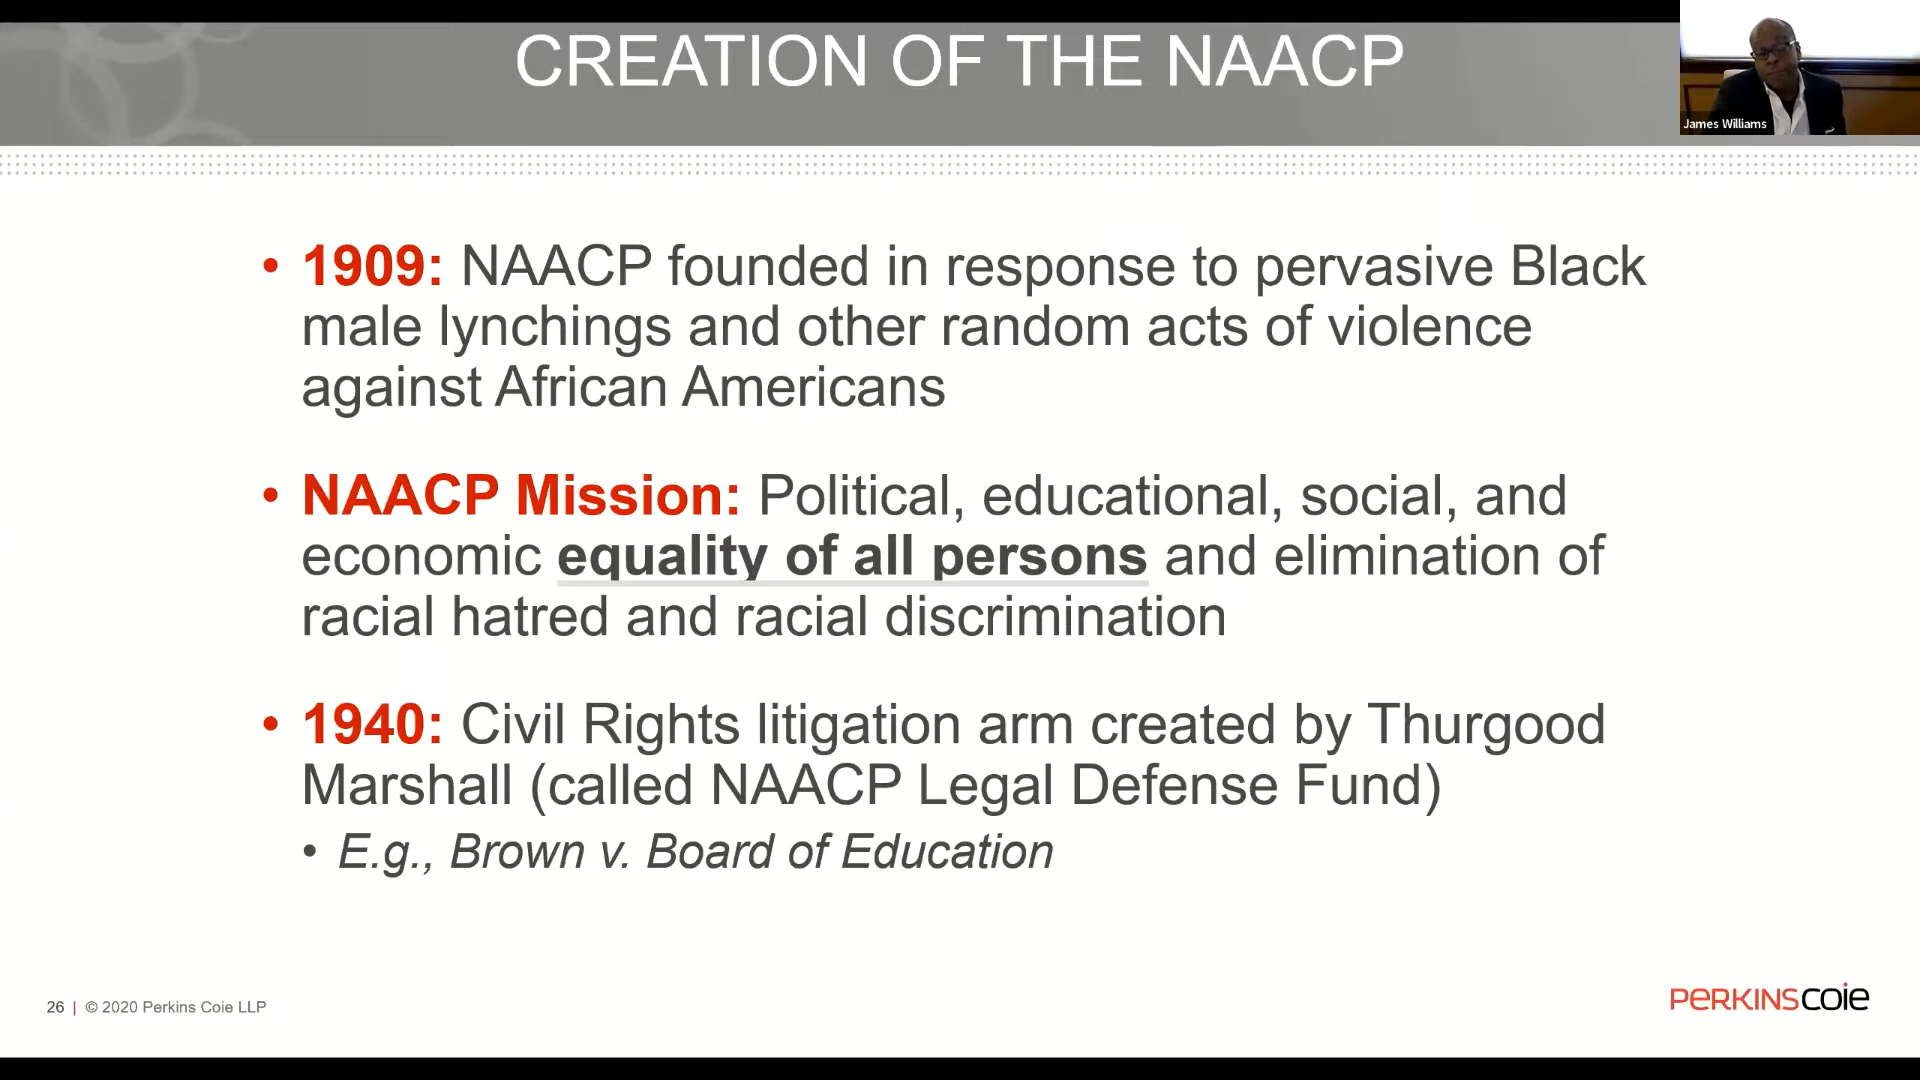 CREATION OF THE NAACP
James Williams
• 1909: NAACP founded in response to pervasive Black
male lynchings and other random acts of violence
against African Americans
• NAACP Mission: Political, educational, social, and
economic equality of all persons and elimination of
racial hatred and racial discrimination
• 1940: Civil Rights litigation arm created by Thurgood
Marshall (called NAACP Legal Defense Fund)
• E.g., Brown v. Board of Education
26 | © 2020 Perkins Coie LLP
PERKINSCOIE